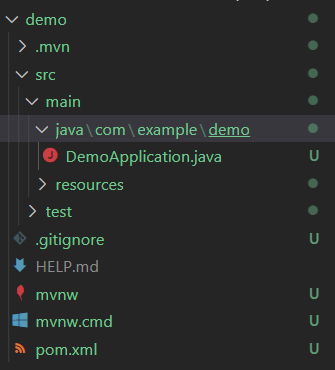 demo
.mvn
src
main
java\com\example\demo
DemoApplication.java U
resources
test
.gitignore U
HELP.md
mvnw U
mvnw.cmd U
pom.xml U